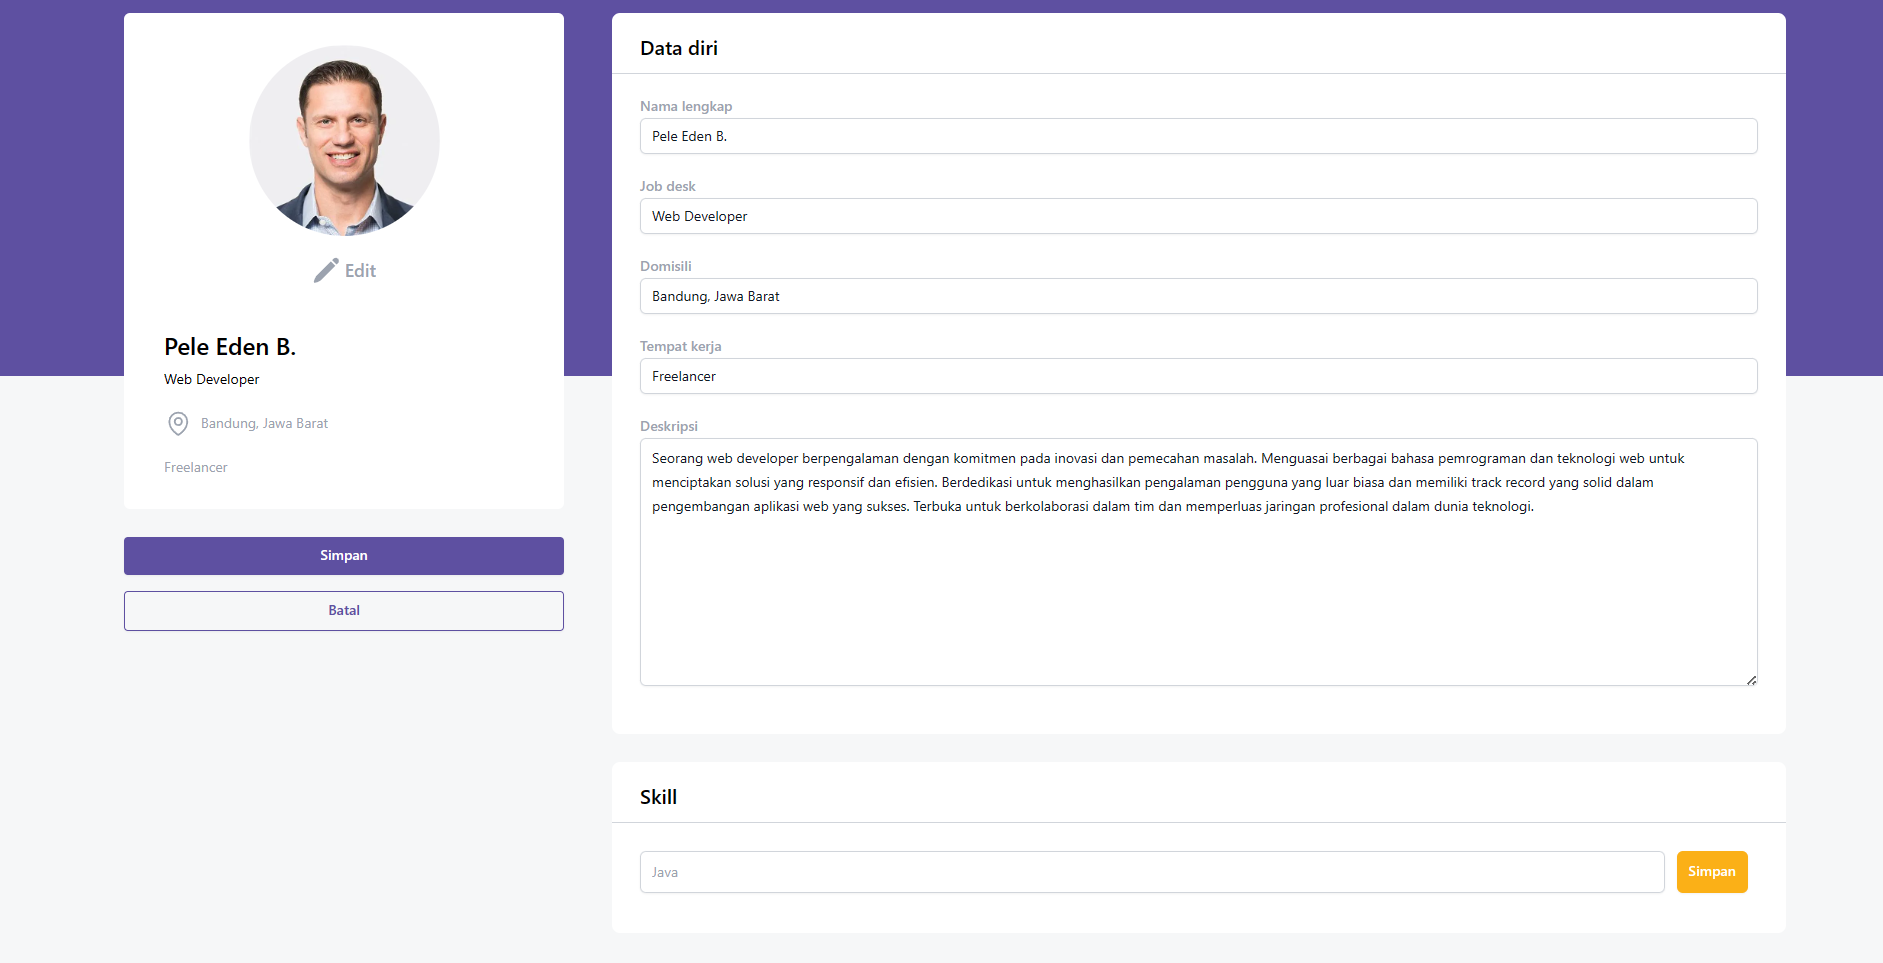 Edit
Pele Eden B.
Web Developer
Bandung, Jawa Barat
Freelancer
Simpan
Batal
Data diri
Nama lengkap
Pele Eden B.
Job desk
Web Developer
Domisili
Bandung, Jawa Barat
Tempat kerja
Freelancer
Deskripsi
Seorang web developer berpengalaman dengan komitmen pada inovasi dan pemecahan masalah. Menguasai berbagai bahasa pemrograman dan teknologi web untuk
menciptakan solusi yang responsif dan efisien. Berdedikasi untuk menghasilkan pengalaman pengguna yang luar biasa dan memiliki track record yang solid dalam
pengembangan aplikasi web yang sukses. Terbuka untuk berkolaborasi dalam tim dan memperluas jaringan profesional dalam dunia teknologi.
Skill
Java
Simpan